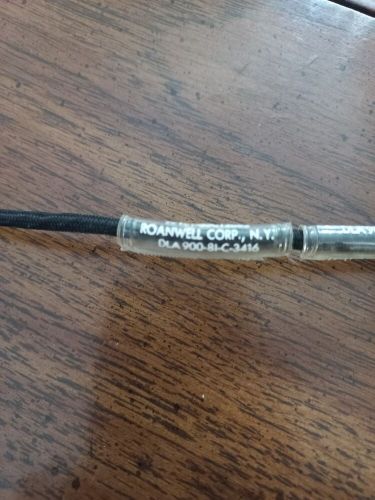 ROANWELL CORP., N.Y.
DLA 900-81-C-3416